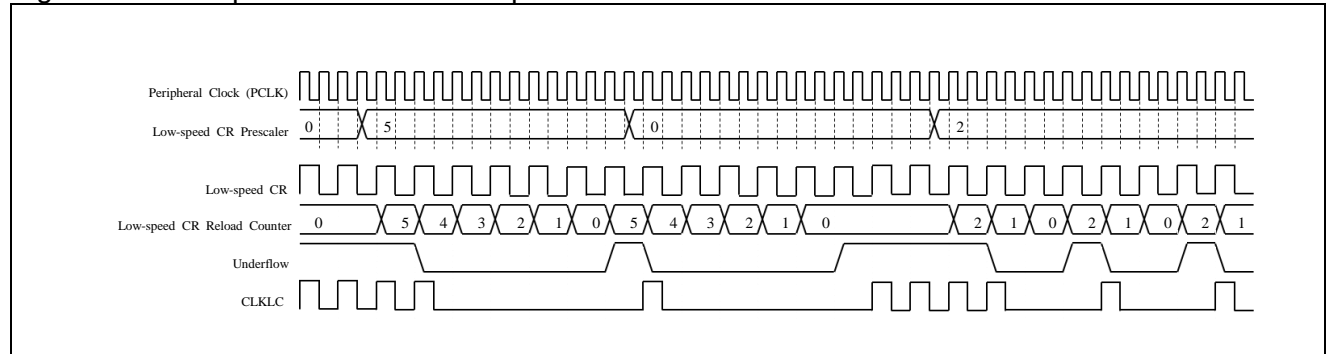 Peripheral Clock (PCLK)
Low-speed CR Prescaler 0 5 0 2
Low-speed CR
Low-speed CR Reload Counter 0 5 4 3 2 1 0 5 4 3 2 1 0 2 1 0 2 1 0 2 1
Underflow
CLKLC